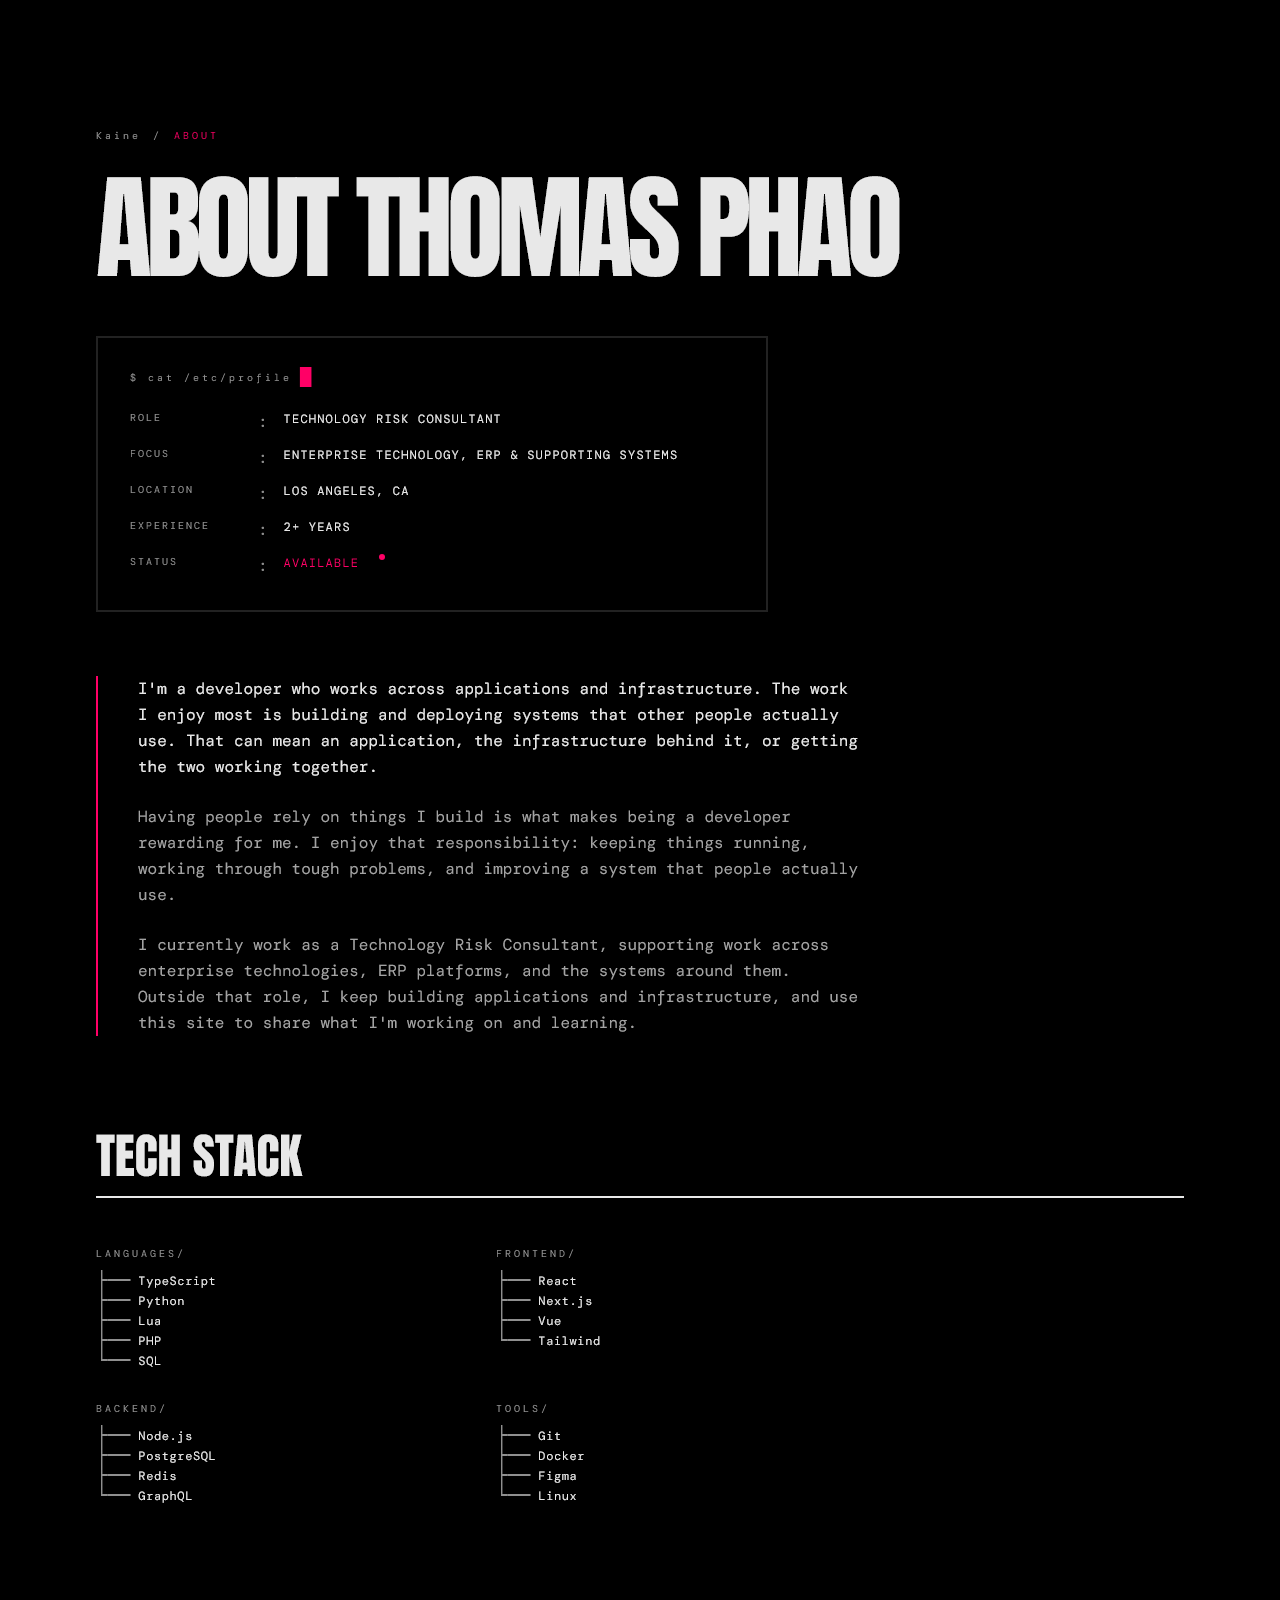 Kaine / ABOUT
ABOUT THOMAS PHAO
$ cat /etc/profile
ROLE : TECHNOLOGY RISK CONSULTANT
FOCUS : ENTERPRISE TECHNOLOGY, ERP & SUPPORTING SYSTEMS
LOCATION : LOS ANGELES, CA
EXPERIENCE : 2+ YEARS
STATUS : AVAILABLE
I'm a developer who works across applications and infrastructure. The work
I enjoy most is building and deploying systems that other people actually
use. That can mean an application, the infrastructure behind it, or getting
the two working together.
Having people rely on things I build is what makes being a developer
rewarding for me. I enjoy that responsibility: keeping things running,
working through tough problems, and improving a system that people actually
use.
I currently work as a Technology Risk Consultant, supporting work across
enterprise technologies, ERP platforms, and the systems around them.
Outside that role, I keep building applications and infrastructure, and use
this site to share what I'm working on and learning.
TECH STACK
LANGUAGES/
TypeScript
Python
Lua
PHP
SQL
FRONTEND/
React
Next.js
Vue
Tailwind
BACKEND/
Node.js
PostgreSQL
Redis
GraphQL
TOOLS/
Git
Docker
Figma
Linux